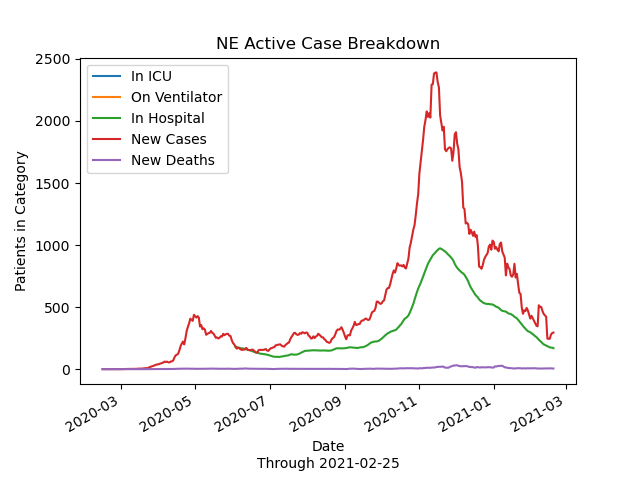 NE Active Case Breakdown
2500
2000
1500
1000
500
0
Patients in Category
In ICU
On Ventilator
In Hospital
New Cases
New Deaths
2020-03
2020-05
2020-07
2020-09
2020-11
2021-01
2021-03
Date
Through 2021-02-25